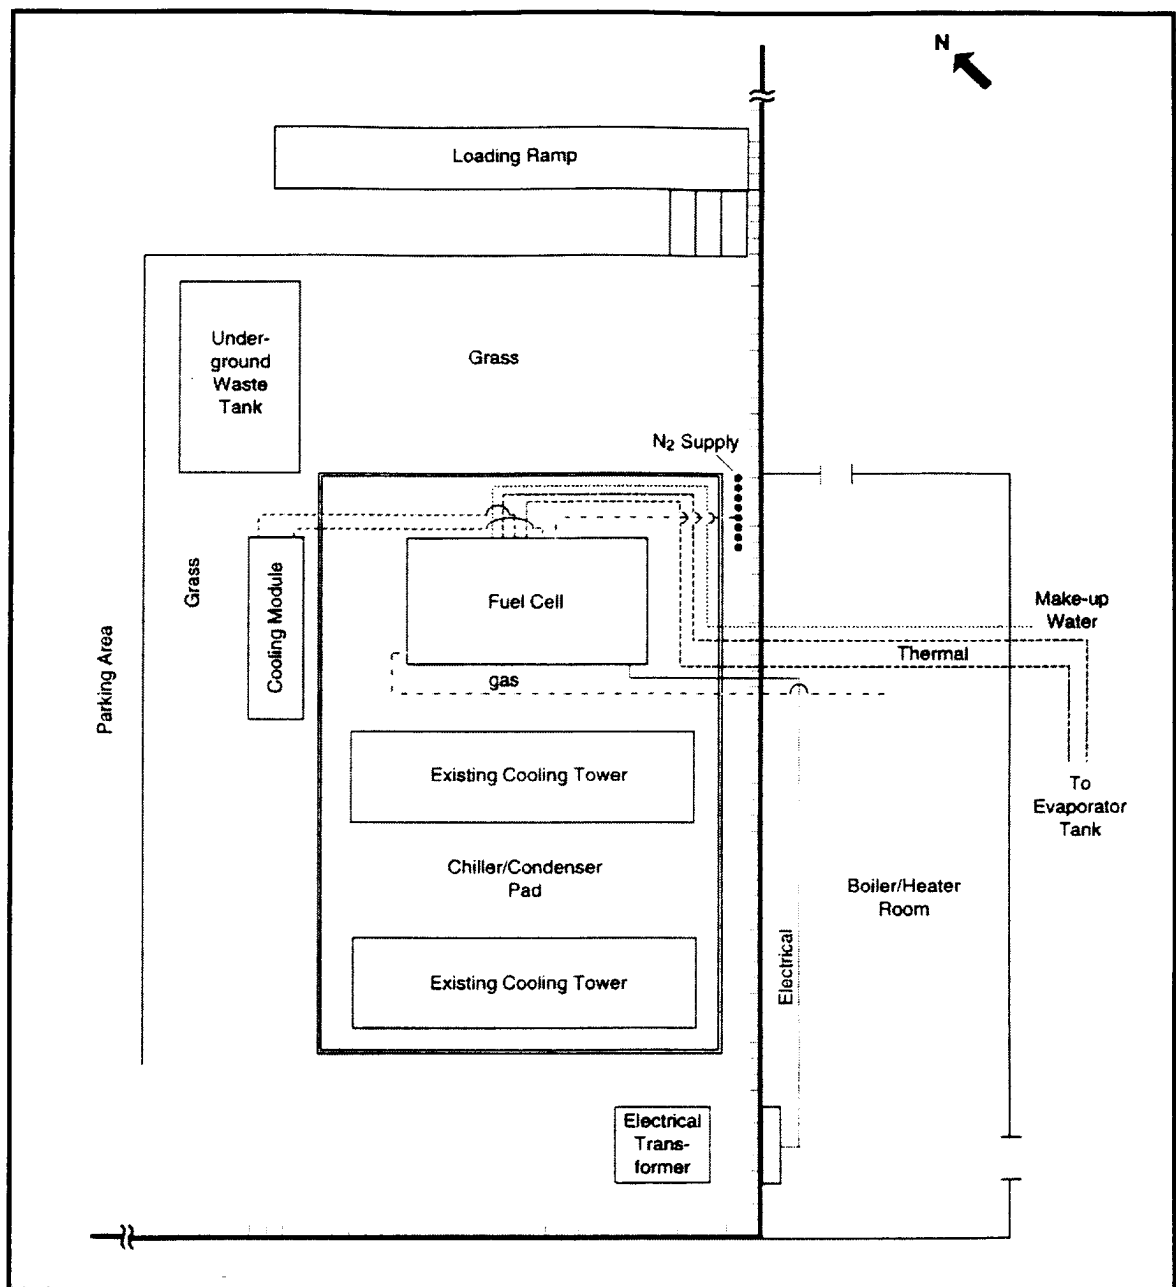 N
Loading Ramp
Under-
ground
Waste
Tank
Grass
N₂ Supply
Grass
Cooling Module
Fuel Cell
Parking Area
Make-up
Water
Thermal
gas
Existing Cooling Tower
To
Evaporator
Tank
Chiller/Condenser
Pad
Boiler/Heater
Room
Electrical
Existing Cooling Tower
Electrical
Trans-
former